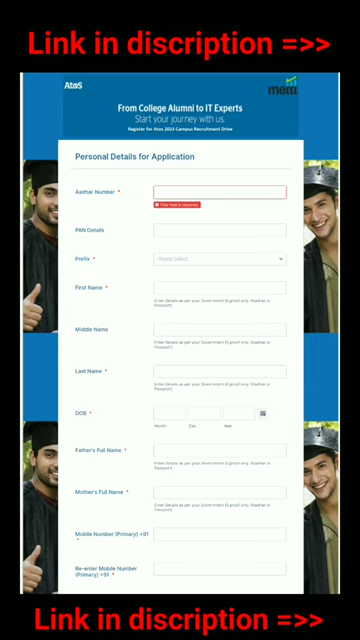 Link in discription =>>
Atos
From College Alumni to IT Experts
Start your journey with us.
Register for Atos 2023 Campus Recruitment Drive
Personal Details for Application
Aadhar Number *
This field is required.
PAN Details
Prefix *
Please Select
First Name *
Enter Details as per your Government ID proof only. (Aadhar or
Passport)
Middle Name
Enter Details as per your Government ID proof only. (Aadhar or
Passport)
Last Name *
Enter Details as per your Government ID proof only. (Aadhar or
Passport)
DOB *
Month Day Year
Father's Full Name *
Enter Details as per your Government ID proof only. (Aadhar or
Passport)
Mother's Full Name *
Enter Details as per your Government ID proof only. (Aadhar or
Passport)
Mobile Number (Primary) +91
*
Re-enter Mobile Number
(Primary) +91 *
Link in discription =>>